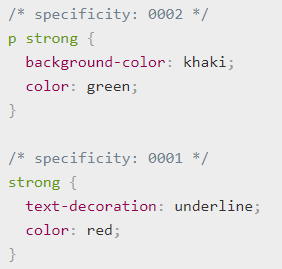 /* specificity: 0002 */
p strong {
  background-color: khaki;
  color: green;
}

/* specificity: 0001 */
strong {
  text-decoration: underline;
  color: red;
}